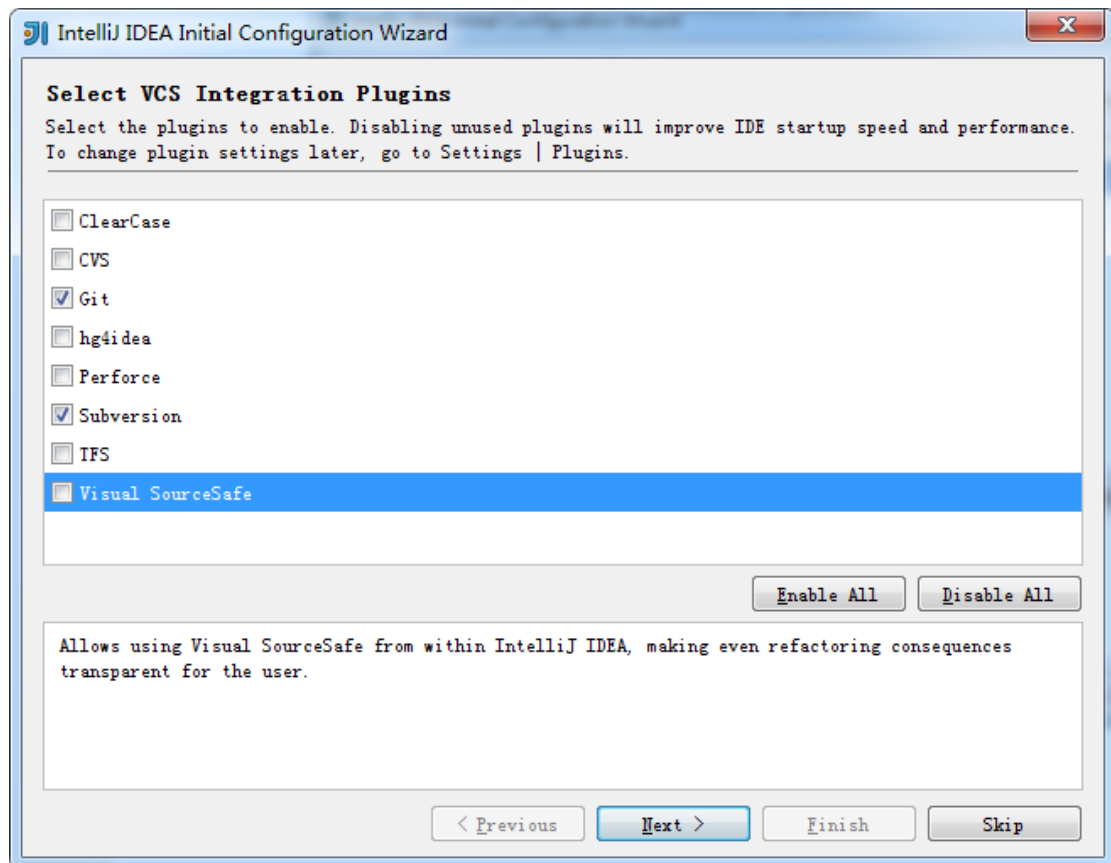 IntelliJ IDEA Initial Configuration Wizard
Select VCS Integration Plugins
Select the plugins to enable. Disabling unused plugins will improve IDE startup speed and performance.
To change plugin settings later, go to Settings | Plugins.
ClearCase
CVS
Git
hg4idea
Perforce
Subversion
TFS
Visual SourceSafe
Enable All Disable All
Allows using Visual SourceSafe from within IntelliJ IDEA, making even refactoring consequences
transparent for the user.
< Previous Next > Finish Skip